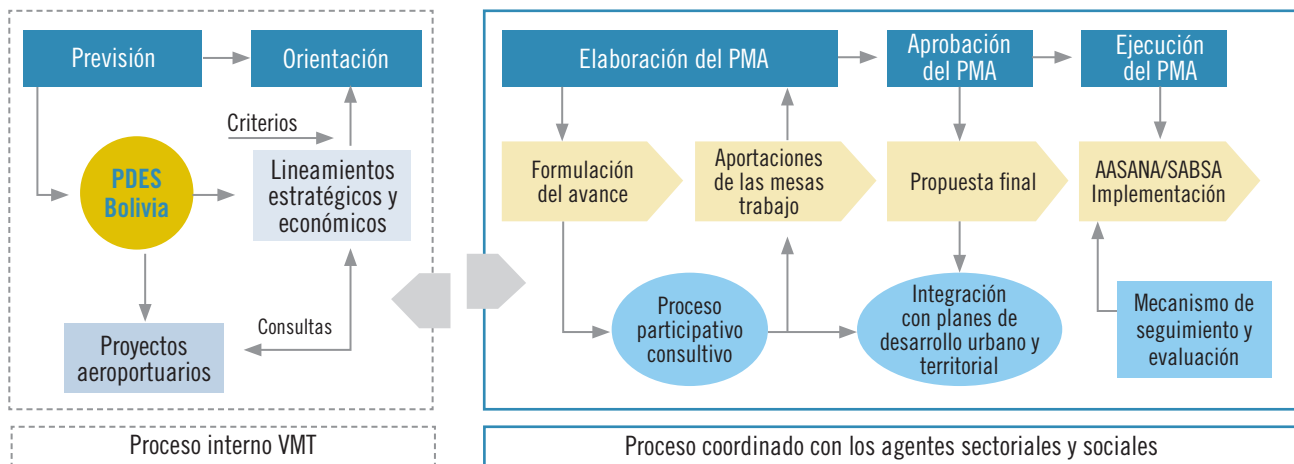 Previsión
Orientación
Criterios
PDES
Bolivia
Lineamientos
estratégicos y
económicos
Consultas
Proyectos
aeroportuarios
Proceso interno VMT
Elaboración del PMA
Aprobación
del PMA
Ejecución
del PMA
Formulación
del avance
Aportaciones
de las mesas
trabajo
Propuesta final
AASANA/SABSA
Implementación
Proceso
participativo
consultivo
Integración
con planes de
desarrollo urbano y
territorial
Mecanismo de
seguimiento y
evaluación
Proceso coordinado con los agentes sectoriales y sociales